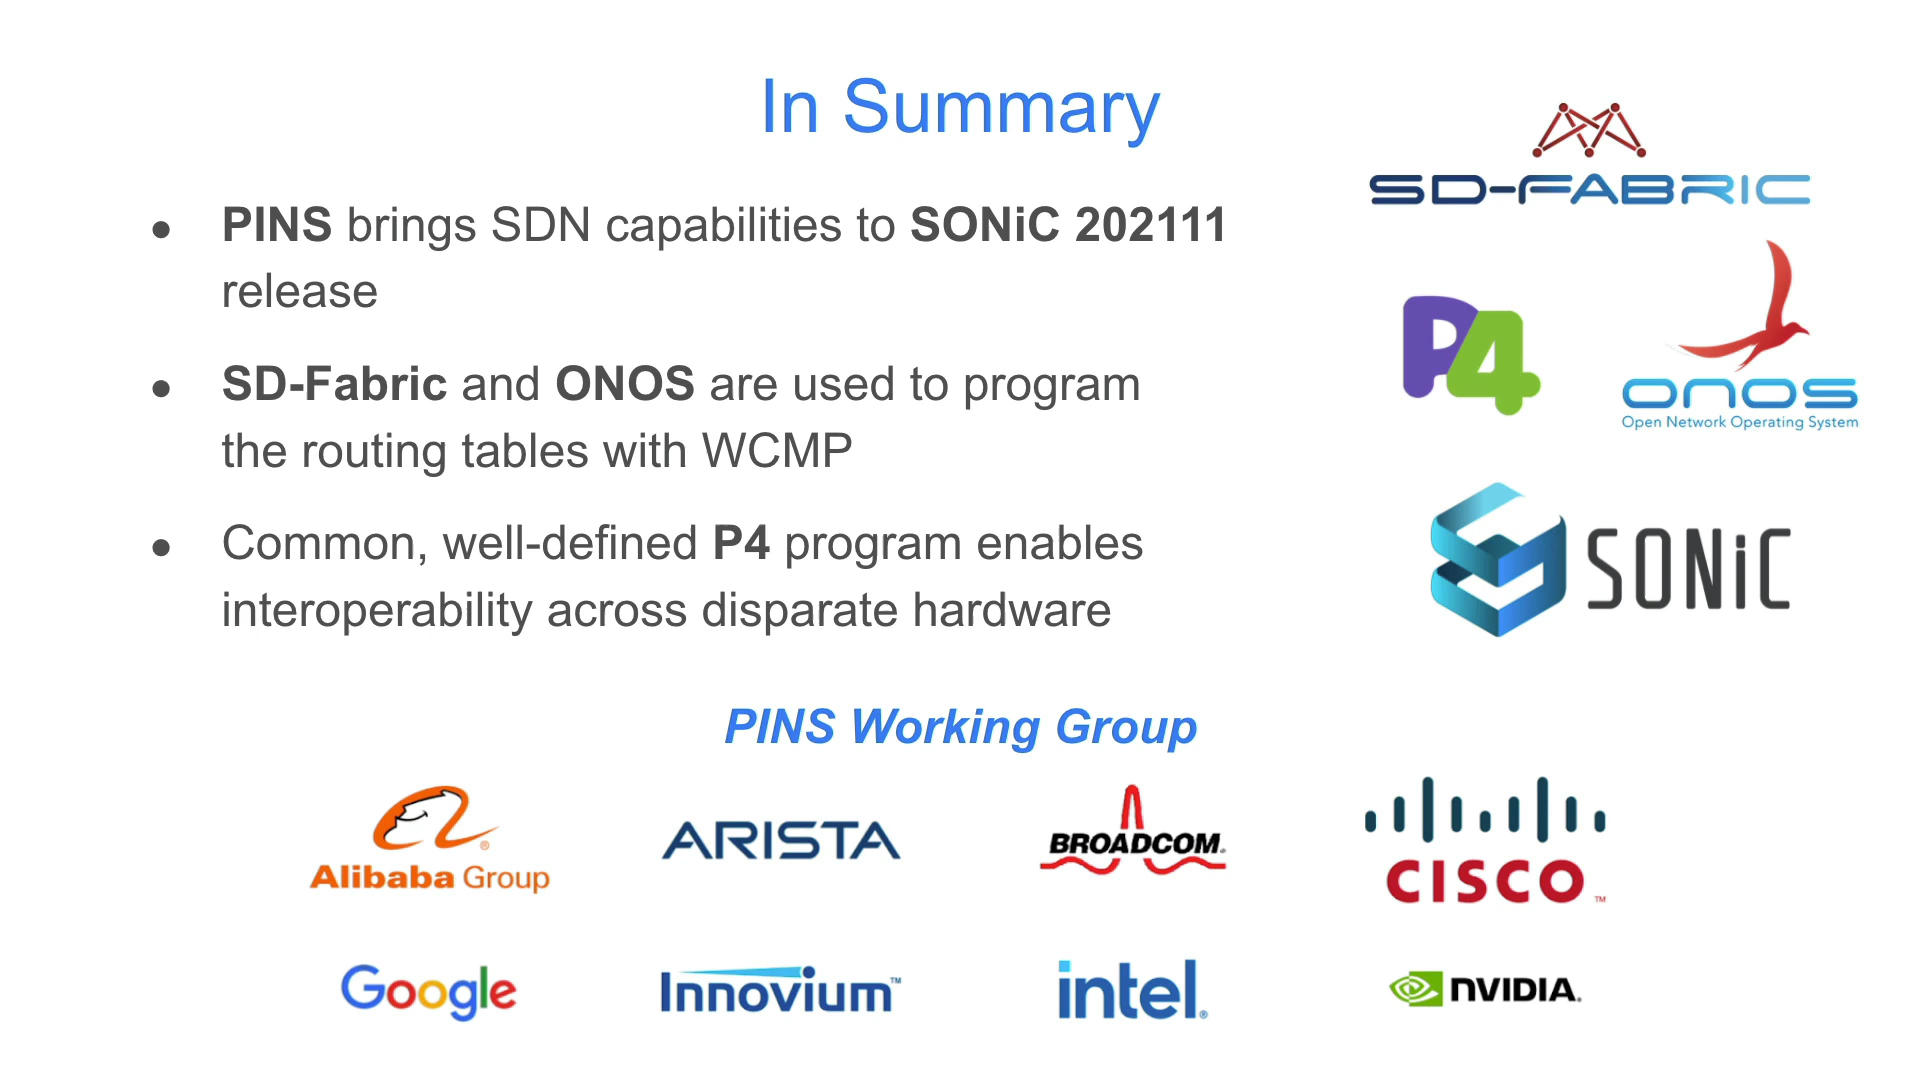 In Summary
● PINS brings SDN capabilities to SONiC 202111
release
● SD-Fabric and ONOS are used to program
the routing tables with WCMP
● Common, well-defined P4 program enables
interoperability across disparate hardware
SD-FABRIC
P4
onos
Open Network Operating System
SONiC
PINS Working Group
Alibaba Group ®
ARISTA
BROADCOM®
CISCO ™
Google
Innovium™
intel®
NVIDIA.